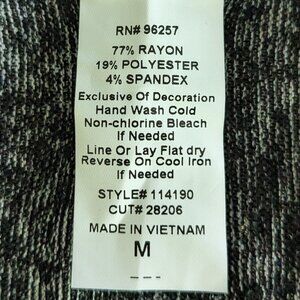 RN# 96257
77% RAYON
19% POLYESTER
4% SPANDEX
Exclusive Of Decoration
Hand Wash Cold
Non-chlorine Bleach
If Needed
Line Or Lay Flat dry
Reverse On Cool Iron
If Needed
STYLE# 114190
CUT# 28206
MADE IN VIETNAM
M
---